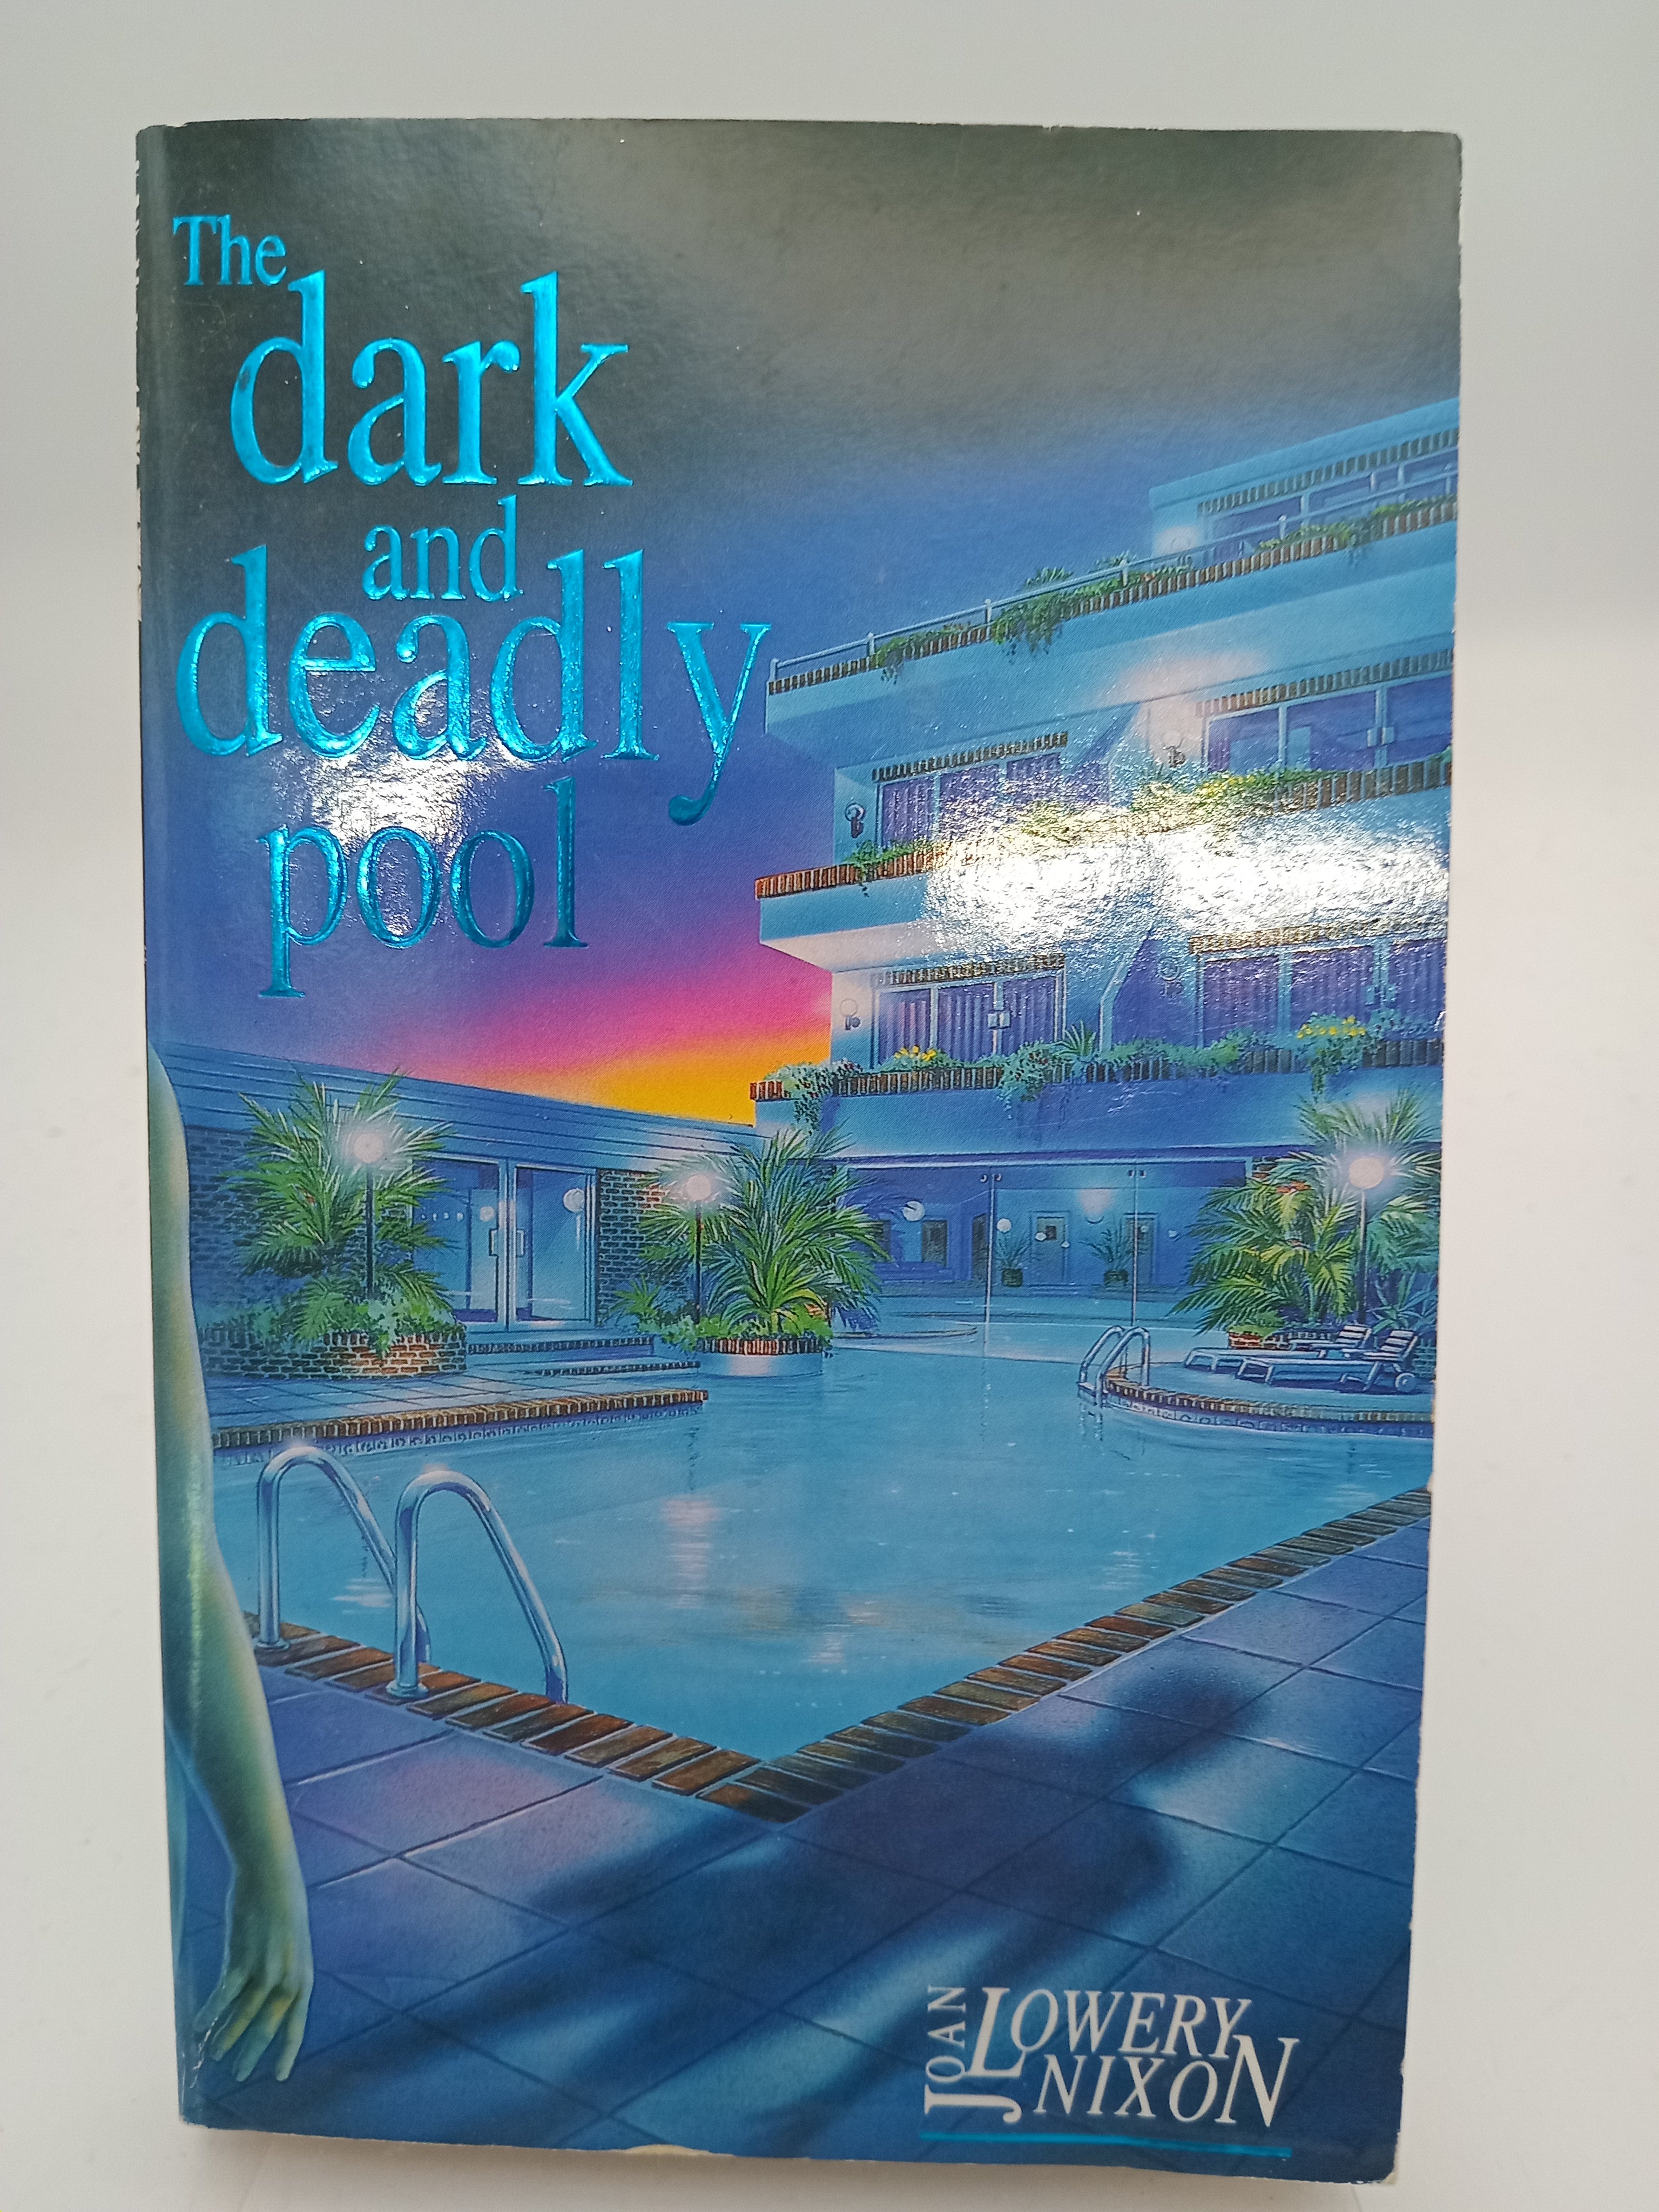 The
dark
and
deadly
pool
JOAN
LOWERY
NIXON